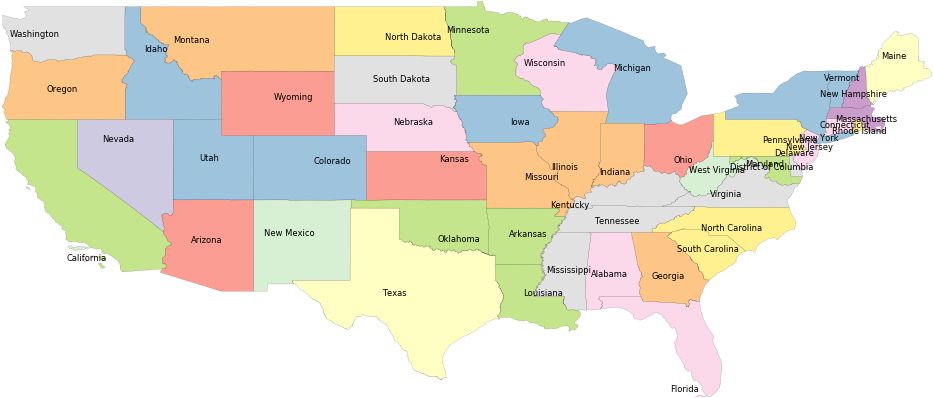 Washington
Idaho
Montana
North Dakota
Minnesota
Oregon
Wyoming
South Dakota
Wisconsin
Michigan
Maine
Vermont
New Hampshire
Nevada
Utah
Colorado
Nebraska
Iowa
Kansas
Missouri
Illinois
Indiana
Ohio
Massachusetts
Connecticut
Rhode Island
New York
Pennsylvania
New Jersey
Delaware
Maryland
District of Columbia
West Virginia
Virginia
Kentucky
California
Arizona
New Mexico
Oklahoma
Arkansas
Tennessee
North Carolina
South Carolina
Texas
Louisiana
Mississippi
Alabama
Georgia
Florida